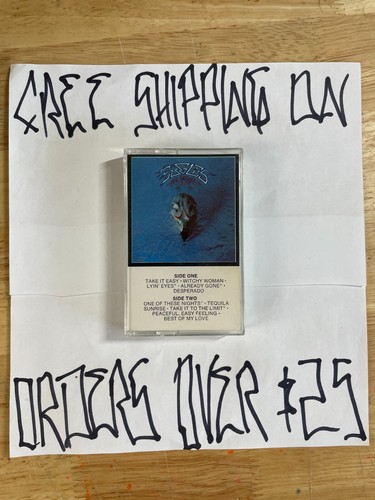 FREE SHIPPING ON
EAGLES
SIDE ONE
TAKE IT EASY • WITCHY WOMAN •
LYIN' EYES* • ALREADY GONE* •
DESPERADO
SIDE TWO
ONE OF THESE NIGHTS* • TEQUILA
SUNRISE • TAKE IT TO THE LIMIT* •
PEACEFUL, EASY FEELING •
BEST OF MY LOVE
ORDERS OVER $25